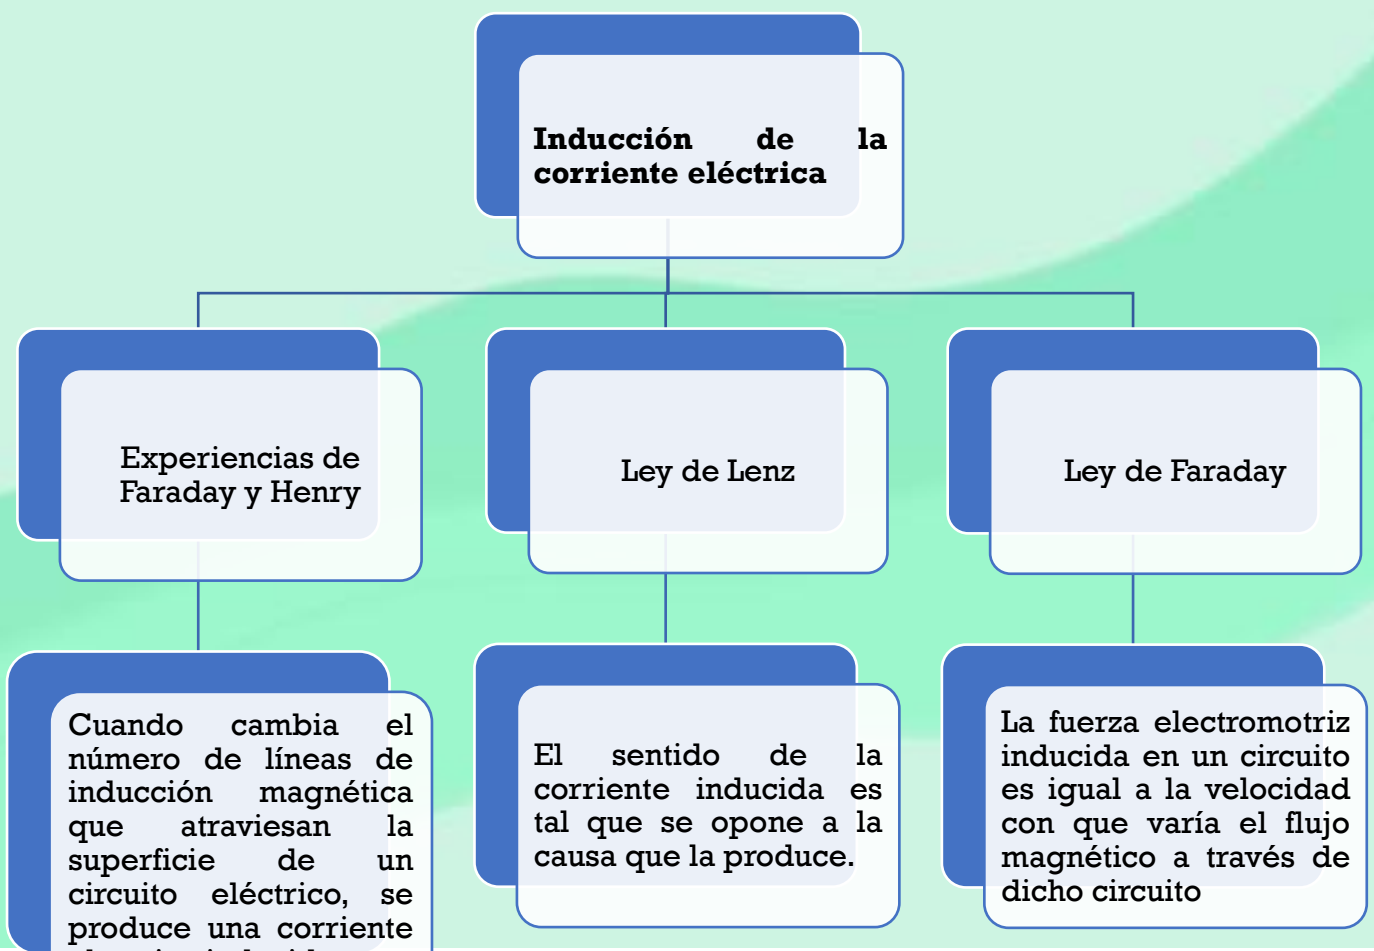 Inducción de la
corriente eléctrica
Experiencias de
Faraday y Henry
Ley de Lenz
Ley de Faraday
Cuando cambia el
número de líneas de
inducción magnética
que atraviesan la
superficie de un
circuito eléctrico, se
produce una corriente
El sentido de la
corriente inducida es
tal que se opone a la
causa que la produce.
La fuerza electromotriz
inducida en un circuito
es igual a la velocidad
con que varía el flujo
magnético a través de
dicho circuito